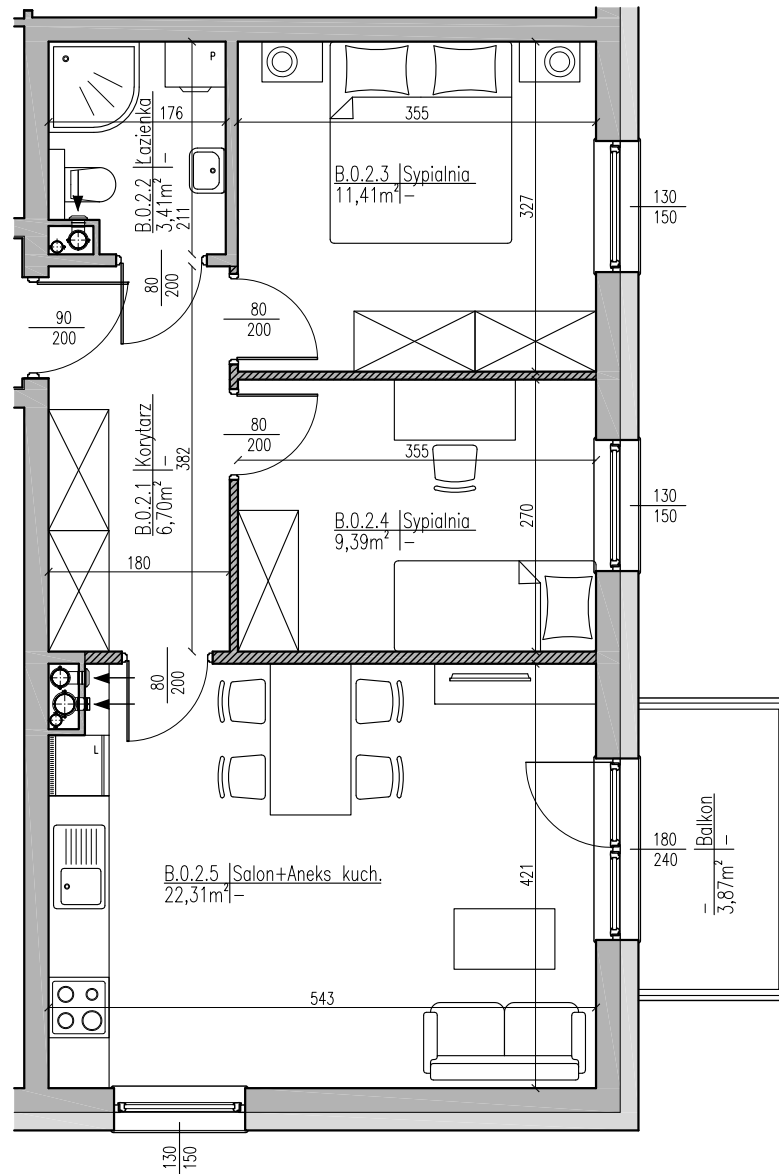 P
176
B.0.2.2 Łazienka
3,41m² –
211
355
B.0.2.3 Sypialnia
11,41m² –
327
130
150
80
200
90
200
80
200
80
200
B.0.2.1 Korytarz
6,70m² –
382
180
355
B.0.2.4 Sypialnia
9,39m² –
270
130
150
80
200
L
B.0.2.5 Salon+Aneks kuch.
22,31m² –
421
180
240
– Balkon
3,87m² –
543
130
150